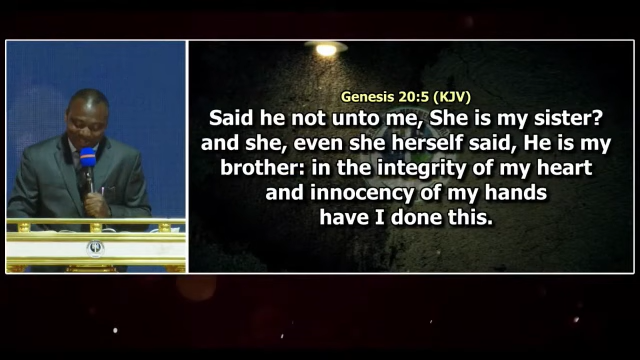 Genesis 20:5 (KJV)
Said he not unto me, She is my sister?
and she, even she herself said, He is my
brother: in the integrity of my heart
and innocency of my hands
have I done this.